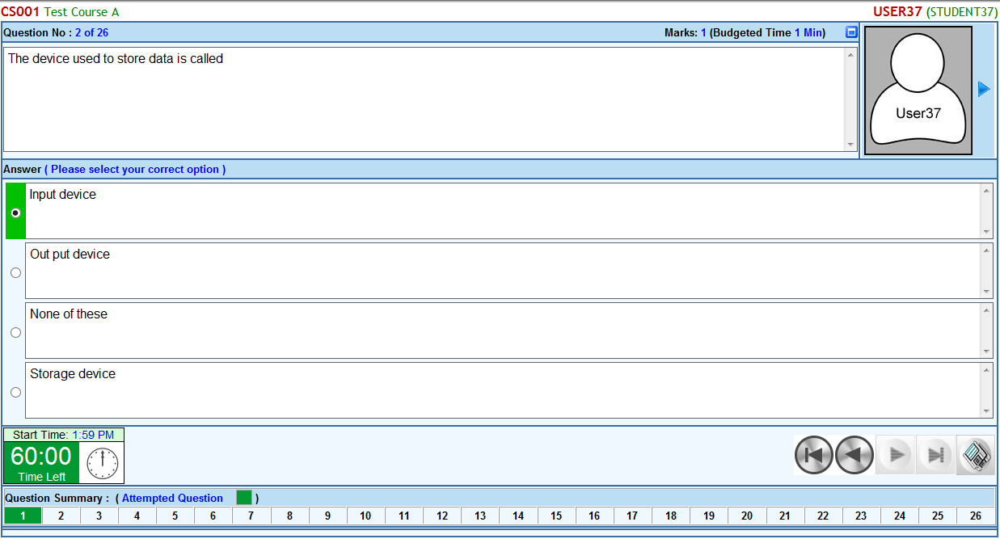 CS001 Test Course A USER37 (STUDENT37)
Question No : 2 of 26 Marks: 1 (Budgeted Time 1 Min)
The device used to store data is called
User37
Answer ( Please select your correct option )
Input device
Out put device
None of these
Storage device
Start Time: 1:59 PM
60:00
Time Left
Question Summary : ( Attempted Question )
1 2 3 4 5 6 7 8 9 10 11 12 13 14 15 16 17 18 19 20 21 22 23 24 25 26